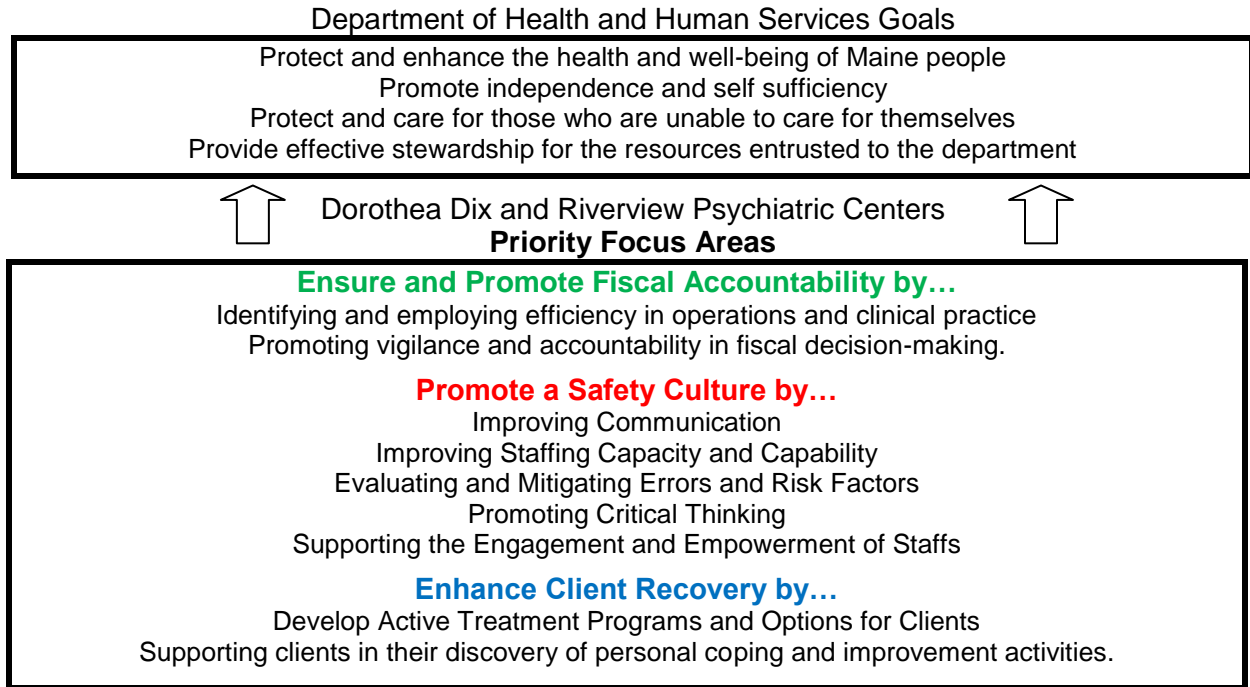 Department of Health and Human Services Goals
Protect and enhance the health and well-being of Maine people
Promote independence and self sufficiency
Protect and care for those who are unable to care for themselves
Provide effective stewardship for the resources entrusted to the department
Dorothea Dix and Riverview Psychiatric Centers
Priority Focus Areas
Ensure and Promote Fiscal Accountability by…
Identifying and employing efficiency in operations and clinical practice
Promoting vigilance and accountability in fiscal decision-making.
Promote a Safety Culture by…
Improving Communication
Improving Staffing Capacity and Capability
Evaluating and Mitigating Errors and Risk Factors
Promoting Critical Thinking
Supporting the Engagement and Empowerment of Staffs
Enhance Client Recovery by…
Develop Active Treatment Programs and Options for Clients
Supporting clients in their discovery of personal coping and improvement activities.